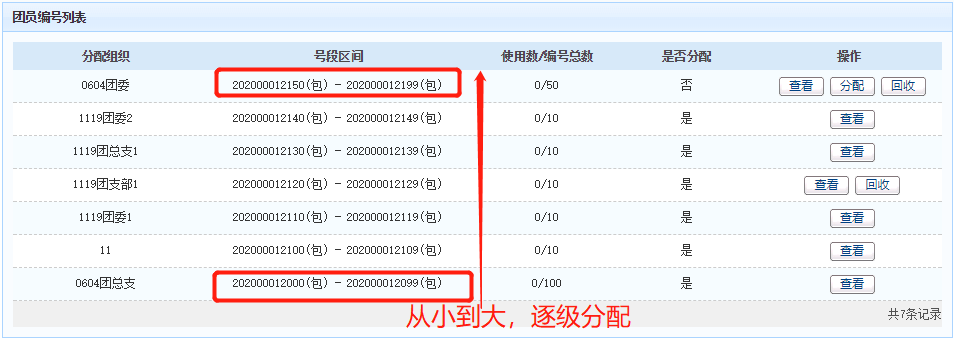 团员编号列表
分配组织 号段区间 使用数/编号总数 是否分配 操作
0604团委 202000012150(包) - 202000012199(包) 0/50 否 查看 分配 回收
1119团委2 202000012140(包) - 202000012149(包) 0/10 是 查看
1119团总支1 202000012130(包) - 202000012139(包) 0/10 是 查看
1119团支部1 202000012120(包) - 202000012129(包) 0/10 是 查看 回收
1119团委1 202000012110(包) - 202000012119(包) 0/10 是 查看
11 202000012100(包) - 202000012109(包) 0/10 是 查看
0604团总支 202000012000(包) - 202000012099(包) 0/100 是 查看
从小到大，逐级分配
共7条记录